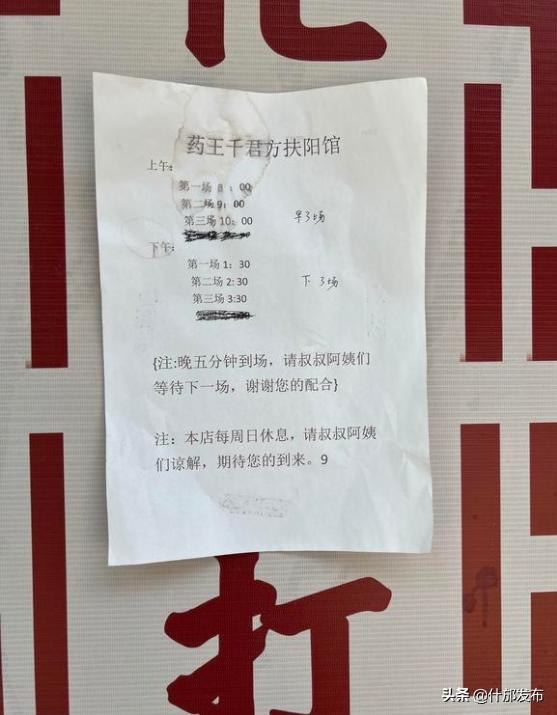 药王千君方扶阳馆
上午:
第一场 8：00
第二场 9：00
第三场 10：00
早3场
下午:
第一场 1：30
第二场 2:30
下 3场
第三场 3:30
{注:晚五分钟到场，请叔叔阿姨们
等待下一场，谢谢您的配合}
注：本店每周日休息，请叔叔阿姨
们谅解，期待您的到来。9
打
头条 @什邡发布